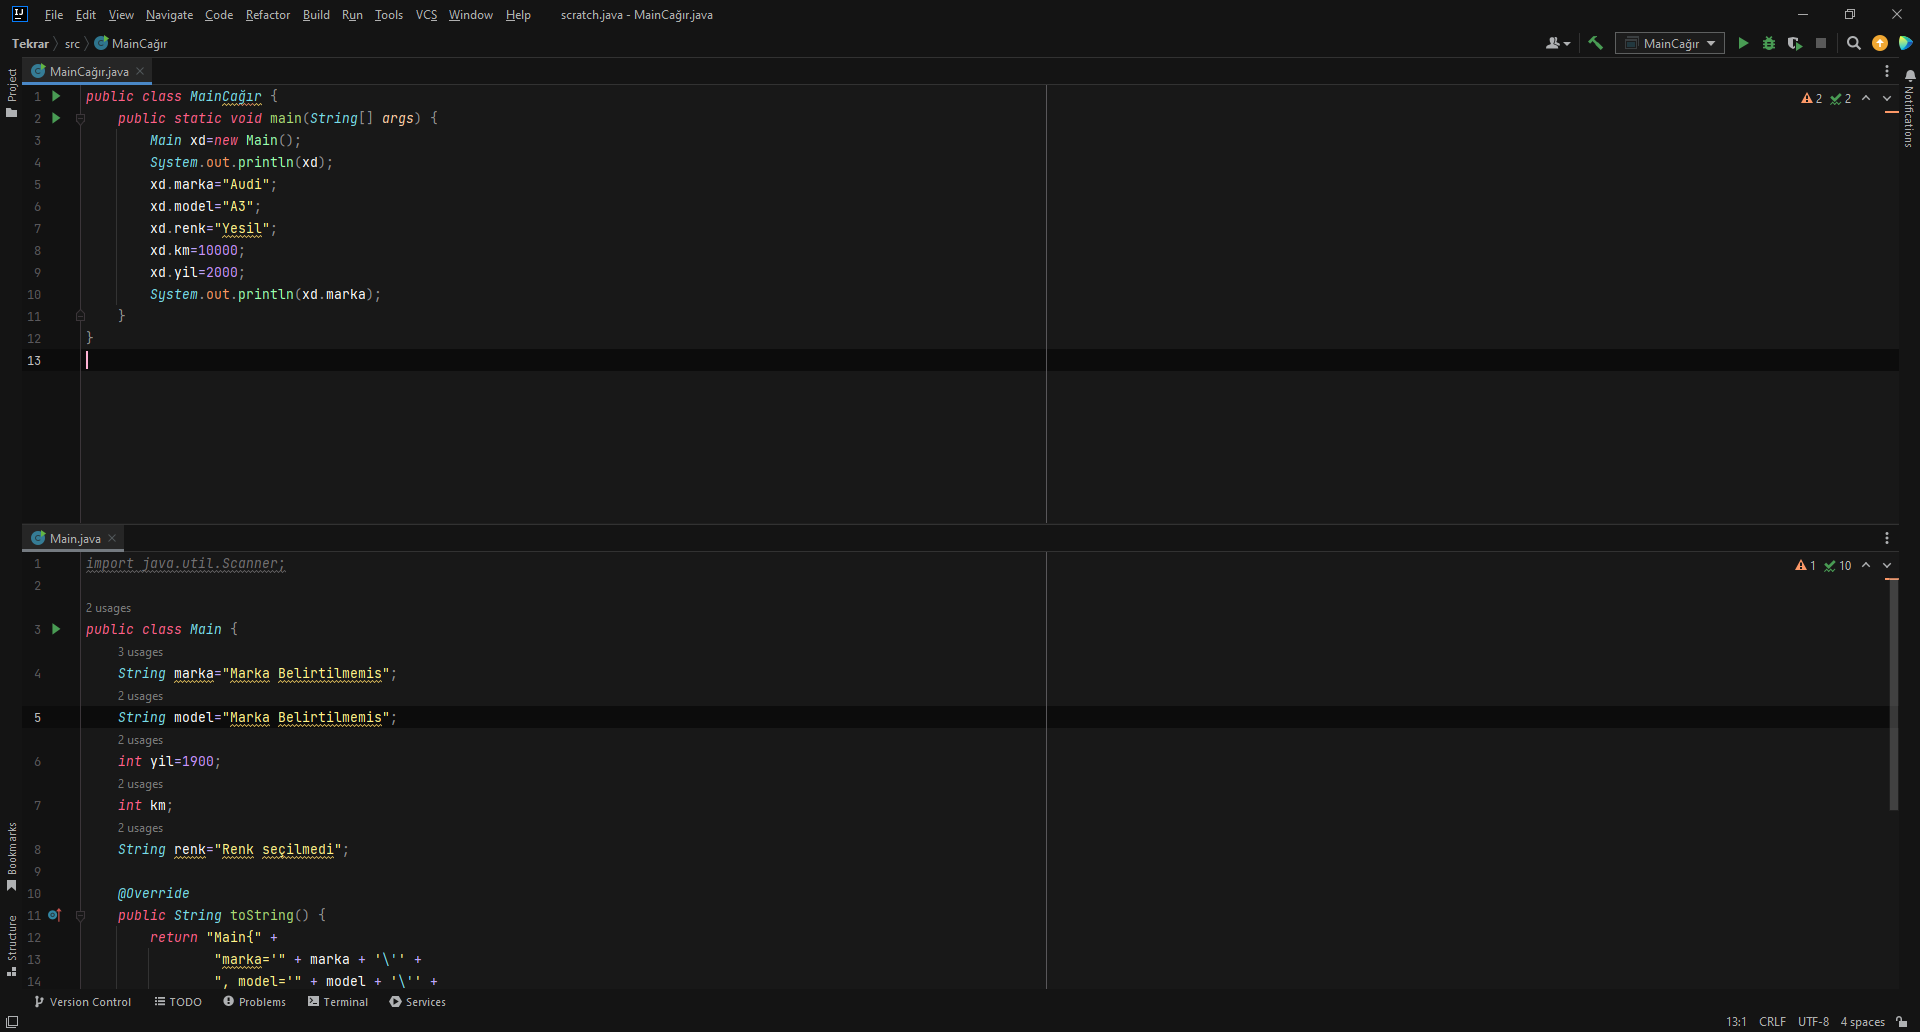 File Edit View Navigate Code Refactor Build Run Tools VCS Window Help scratch.java - MainCağır.java
Tekrar src MainCağır
MainCağır
Project
MainCağır.java
2 2
1 public class MainCağır {
2 public static void main(String[] args) {
3 Main xd=new Main();
4 System.out.println(xd);
5 xd.marka="Audi";
6 xd.model="A3";
7 xd.renk="Yesil";
8 xd.km=10000;
9 xd.yil=2000;
10 System.out.println(xd.marka);
11 }
12 }
13
Notifications
Main.java
1 10
1 import java.util.Scanner;
2
2 usages
3 public class Main {
3 usages
4 String marka="Marka Belirtilmemis";
2 usages
5 String model="Marka Belirtilmemis";
2 usages
6 int yil=1900;
2 usages
7 int km;
2 usages
8 String renk="Renk seçilmedi";
9
10 @Override
11 public String toString() {
12 return "Main{" +
13 "marka='" + marka + '\'' +
14 ", model='" + model + '\'' +
Bookmarks
Structure
Version Control TODO Problems Terminal Services
13:1 CRLF UTF-8 4 spaces